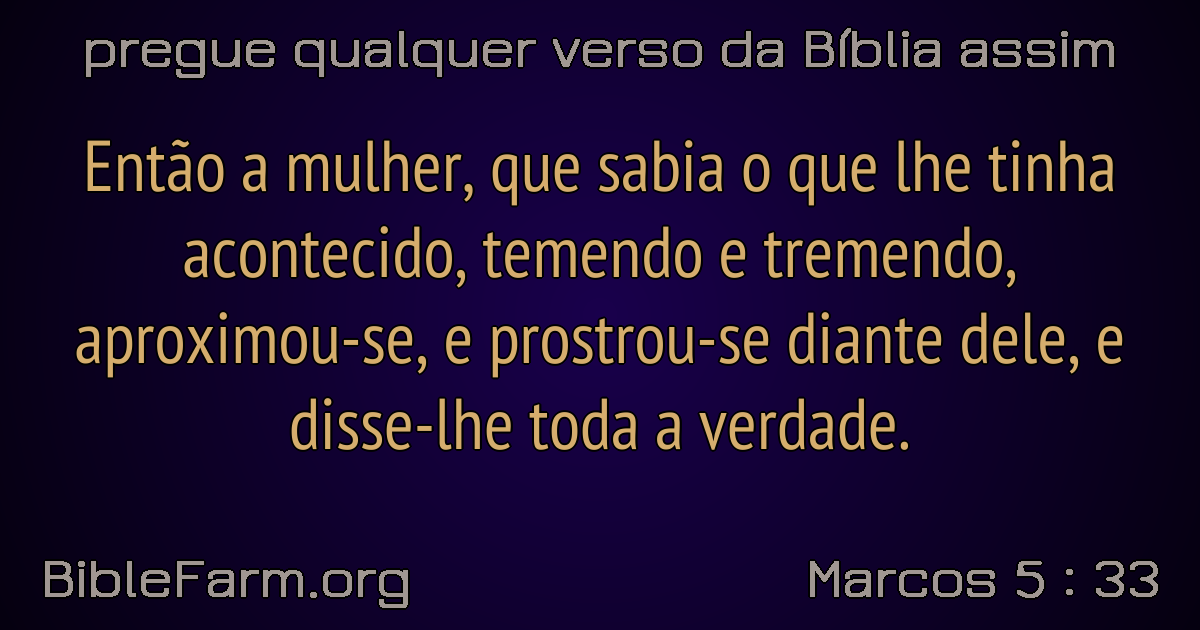 pregue qualquer verso da Bíblia assim
Então a mulher, que sabia o que lhe tinha
acontecido, temendo e tremendo,
aproximou-se, e prostrou-se diante dele, e
disse-lhe toda a verdade.
BibleFarm.org
Marcos 5 : 33